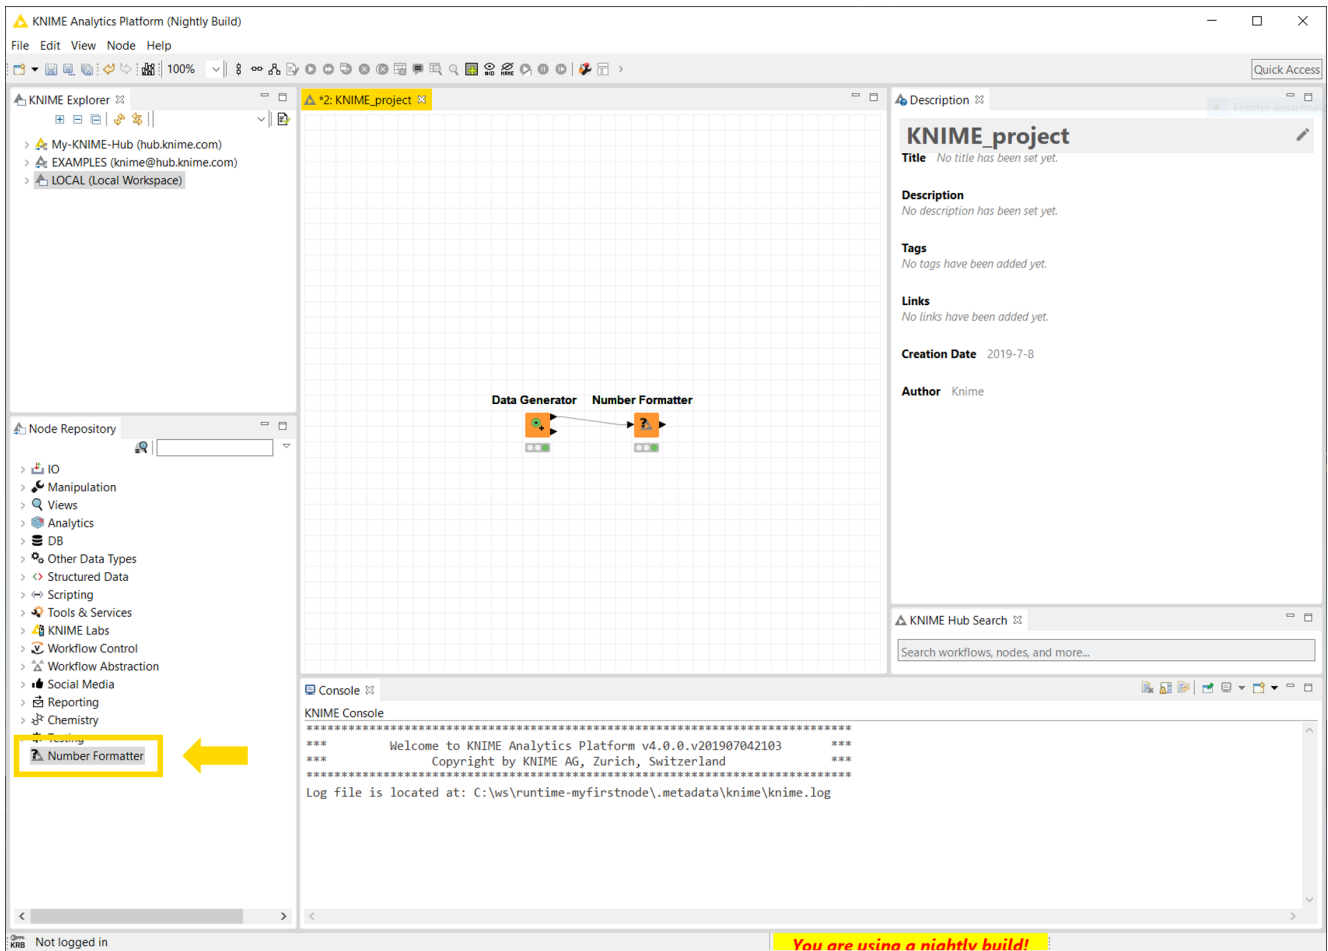 KNIME Analytics Platform (Nightly Build)
File Edit View Node Help
100%
Quick Access
KNIME Explorer
My-KNIME-Hub (hub.knime.com)
EXAMPLES (knime@hub.knime.com)
LOCAL (Local Workspace)
*2: KNIME_project
Data Generator Number Formatter
Description
Fenster
KNIME_project
Title No title has been set yet.
Description
No description has been set yet.
Tags
No tags have been added yet.
Links
No links have been added yet.
Creation Date 2019-7-8
Author Knime
Node Repository
IO
Manipulation
Views
Analytics
DB
Other Data Types
Structured Data
Scripting
Tools & Services
KNIME Labs
Workflow Control
Workflow Abstraction
Social Media
Reporting
Chemistry
Testing
Number Formatter
KNIME Hub Search
Search workflows, nodes, and more...
Console
KNIME Console
*******************************************************************************
*** Welcome to KNIME Analytics Platform v4.0.0.v201907042103 ***
*** Copyright by KNIME AG, Zurich, Switzerland ***
*******************************************************************************
Log file is located at: C:\ws\runtime-myfirstnode\.metadata\knime\knime.log
KRB Not logged in
You are using a nightly build!